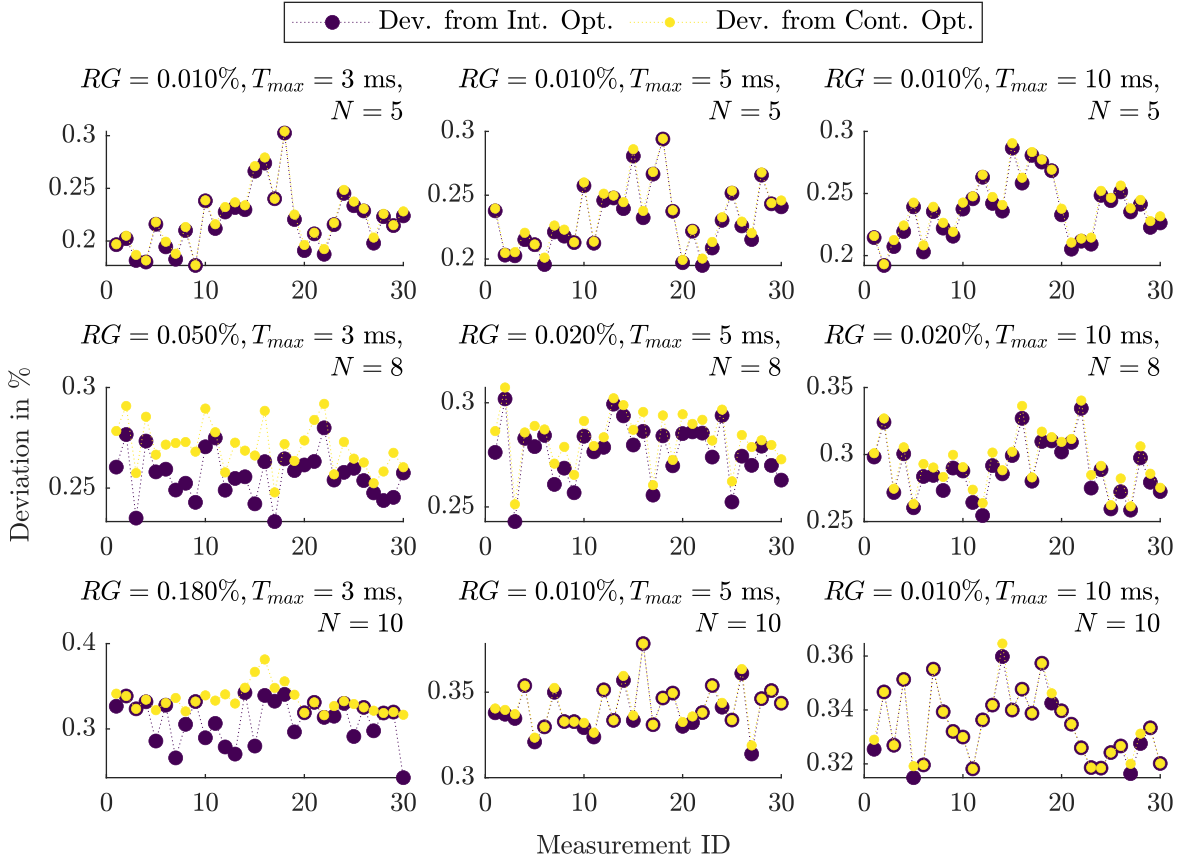 Dev. from Int. Opt. Dev. from Cont. Opt.
RG = 0.010%, T_max = 3 ms,
N = 5
0.3
0.25
0.2
0 10 20 30
RG = 0.010%, T_max = 5 ms,
N = 5
0.3
0.25
0.2
0 10 20 30
RG = 0.010%, T_max = 10 ms,
N = 5
0.3
0.25
0.2
0 10 20 30
Deviation in %
RG = 0.050%, T_max = 3 ms,
N = 8
0.3
0.25
0 10 20 30
RG = 0.020%, T_max = 5 ms,
N = 8
0.3
0.25
0 10 20 30
RG = 0.020%, T_max = 10 ms,
N = 8
0.35
0.3
0.25
0 10 20 30
RG = 0.180%, T_max = 3 ms,
N = 10
0.4
0.3
0 10 20 30
RG = 0.010%, T_max = 5 ms,
N = 10
0.35
0.3
0 10 20 30
RG = 0.010%, T_max = 10 ms,
N = 10
0.36
0.34
0.32
0 10 20 30
Measurement ID